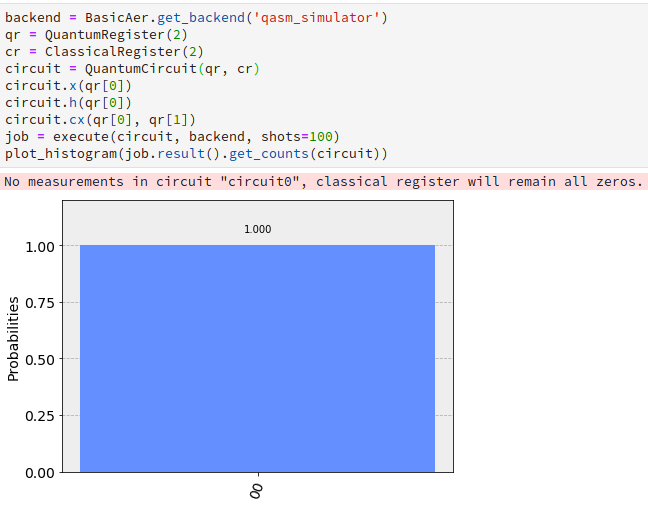 backend = BasicAer.get_backend('qasm_simulator')
qr = QuantumRegister(2)
cr = ClassicalRegister(2)
circuit = QuantumCircuit(qr, cr)
circuit.x(qr[0])
circuit.h(qr[0])
circuit.cx(qr[0], qr[1])
job = execute(circuit, backend, shots=100)
plot_histogram(job.result().get_counts(circuit))
No measurements in circuit "circuit0", classical register will remain all zeros.
1.000
1.00
0.75
0.50
0.25
0.00
Probabilities
00